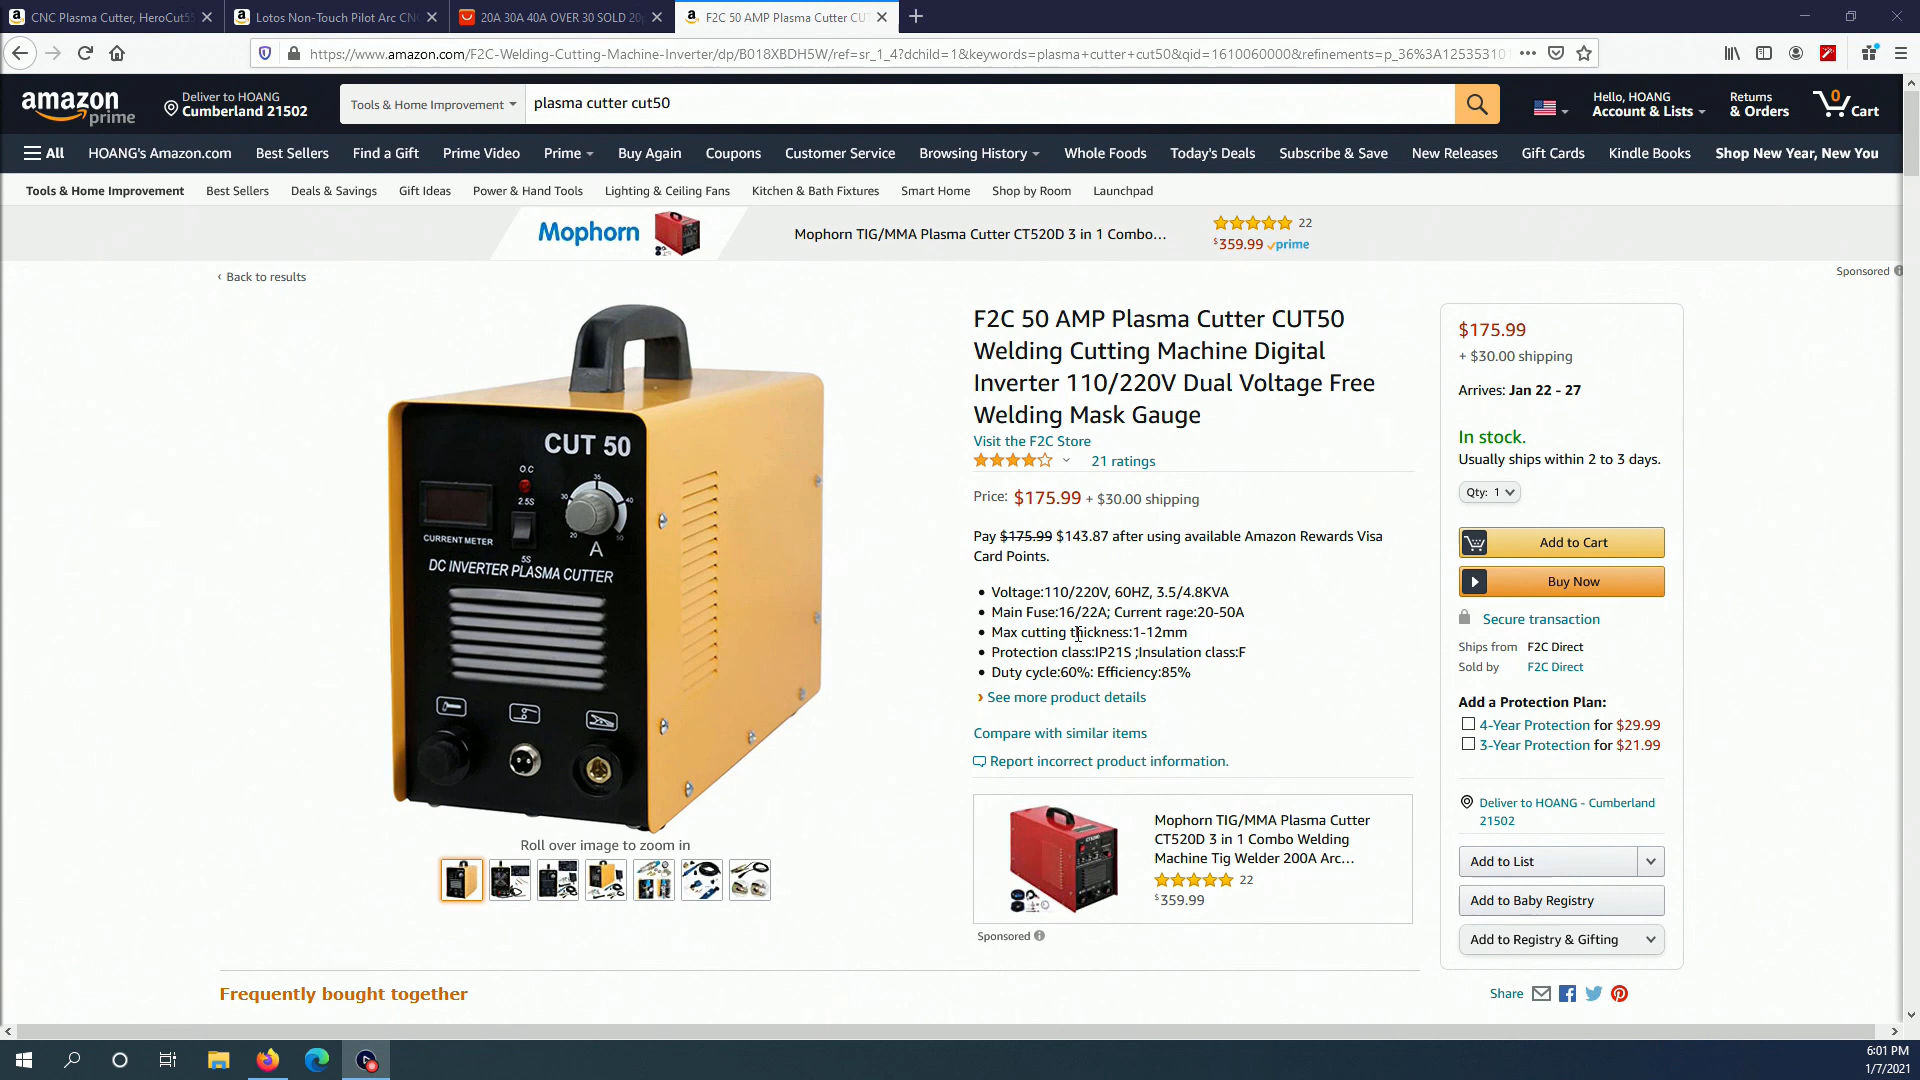 CNC Plasma Cutter, HeroCut55
Lotos Non-Touch Pilot Arc CNC
20A 30A 40A OVER 30 SOLD 20
F2C 50 AMP Plasma Cutter CUT
https://www.amazon.com/F2C-Welding-Cutting-Machine-Inverter/dp/B018XBDH5W/ref=sr_1_4?dchild=1&keywords=plasma+cutter+cut50&qid=1610060000&refinements=p_36%3A12535310
amazon prime
Deliver to HOANG
Cumberland 21502
Tools & Home Improvement
plasma cutter cut50
Hello, HOANG
Account & Lists
Returns
& Orders
0
Cart
All
HOANG's Amazon.com
Best Sellers
Find a Gift
Prime Video
Prime
Buy Again
Coupons
Customer Service
Browsing History
Whole Foods
Today's Deals
Subscribe & Save
New Releases
Gift Cards
Kindle Books
Shop New Year, New You
Tools & Home Improvement
Best Sellers
Deals & Savings
Gift Ideas
Power & Hand Tools
Lighting & Ceiling Fans
Kitchen & Bath Fixtures
Smart Home
Shop by Room
Launchpad
Mophorn
Mophorn TIG/MMA Plasma Cutter CT520D 3 in 1 Combo...
22
$359.99 prime
Sponsored
‹ Back to results
CUT 50
O.C
2.5S
5S
20
30
35
40
50
A
CURRENT METER
DC INVERTER PLASMA CUTTER
Roll over image to zoom in
F2C 50 AMP Plasma Cutter CUT50
Welding Cutting Machine Digital
Inverter 110/220V Dual Voltage Free
Welding Mask Gauge
Visit the F2C Store
21 ratings
Price: $175.99 + $30.00 shipping
Pay $175.99 $143.87 after using available Amazon Rewards Visa
Card Points.
• Voltage:110/220V, 60HZ, 3.5/4.8KVA
• Main Fuse:16/22A; Current rage:20-50A
• Max cutting thickness:1-12mm
• Protection class:IP21S ;Insulation class:F
• Duty cycle:60%: Efficiency:85%
› See more product details
Compare with similar items
Report incorrect product information.
Mophorn TIG/MMA Plasma Cutter
CT520D 3 in 1 Combo Welding
Machine Tig Welder 200A Arc...
22
$359.99
Sponsored
$175.99
+ $30.00 shipping
Arrives: Jan 22 - 27
In stock.
Usually ships within 2 to 3 days.
Qty: 1
Add to Cart
Buy Now
Secure transaction
Ships from F2C Direct
Sold by F2C Direct
Add a Protection Plan:
4-Year Protection for $29.99
3-Year Protection for $21.99
Deliver to HOANG - Cumberland
21502
Add to List
Add to Baby Registry
Add to Registry & Gifting
Share
Frequently bought together
6:01 PM
1/7/2021